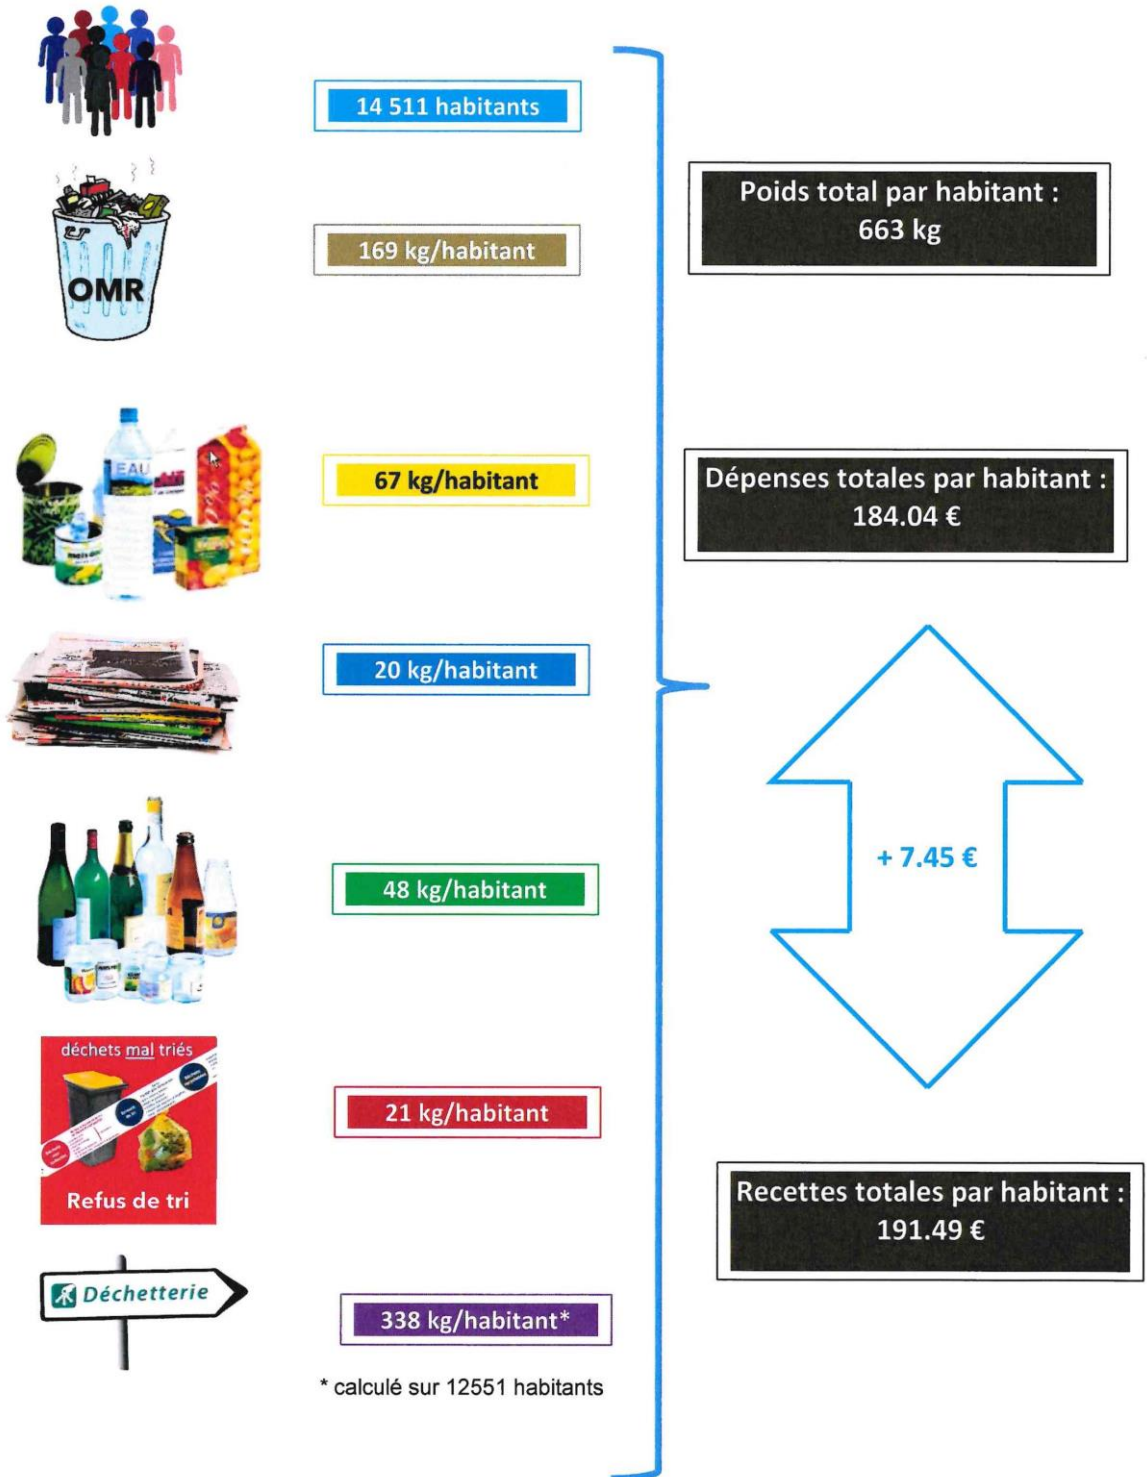 14 511 habitants
Poids total par habitant :
663 kg
OMR
169 kg/habitant
EAU
67 kg/habitant
Dépenses totales par habitant :
184.04 €
20 kg/habitant
+ 7.45 €
48 kg/habitant
déchets mal triés
Refus de tri
21 kg/habitant
Recettes totales par habitant :
191.49 €
Déchetterie
338 kg/habitant*
* calculé sur 12551 habitants